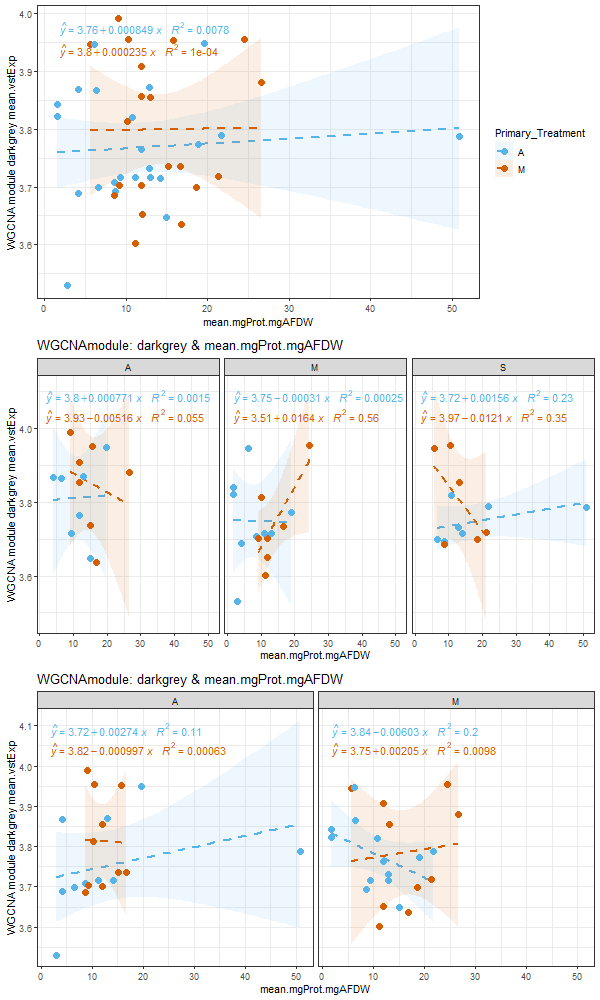 ŷ = 3.76 + 0.000849 x R² = 0.0078
ŷ = 3.8 + 0.000235 x R² = 1e-04
4.0
3.9
3.8
3.7
3.6
WGCNA module darkgrey mean.vstExp
0 10 20 30 40 50
mean.mgProt.mgAFDW
Primary_Treatment
A
M
WGCNAmodule: darkgrey & mean.mgProt.mgAFDW
A M S
ŷ = 3.8 + 0.000771 x R² = 0.0015
ŷ = 3.93 − 0.00516 x R² = 0.055
ŷ = 3.75 − 0.00031 x R² = 0.00025
ŷ = 3.51 + 0.0164 x R² = 0.56
ŷ = 3.72 + 0.00156 x R² = 0.23
ŷ = 3.97 − 0.0121 x R² = 0.35
4.0
3.8
3.6
WGCNA module darkgrey mean.vstExp
0 10 20 30 40 50 0 10 20 30 40 50 0 10 20 30 40 50
mean.mgProt.mgAFDW
WGCNAmodule: darkgrey & mean.mgProt.mgAFDW
A M
ŷ = 3.72 + 0.00274 x R² = 0.11
ŷ = 3.82 − 0.000997 x R² = 0.00063
ŷ = 3.84 − 0.00603 x R² = 0.2
ŷ = 3.75 + 0.00205 x R² = 0.0098
4.1
4.0
3.9
3.8
3.7
3.6
WGCNA module darkgrey mean.vstExp
0 10 20 30 40 50 0 10 20 30 40 50
mean.mgProt.mgAFDW